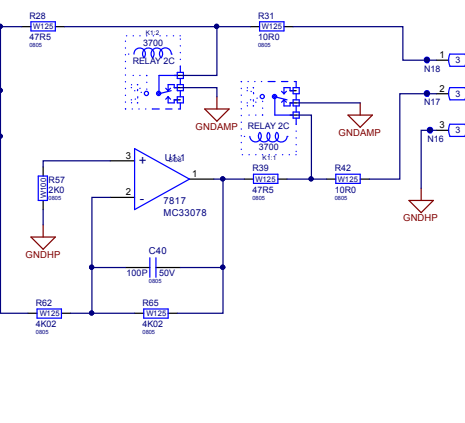 R28
W125
47R5
0805
K1:2
3700
RELAY 2C
R31
W125
10R0
0805
1
3
N18
2
3
N17
3
3
N16
GNDAMP
GNDAMP
RELAY 2C
3700
K1:1
R57
W100
2K0
0805
3
+
2
-
1
7817
MC33078
R39
W125
47R5
0805
R42
W125
10R0
0805
GNDHP
GNDHP
C40
100P
50V
0805
R62
W125
4K02
0805
R65
W125
4K02
0805